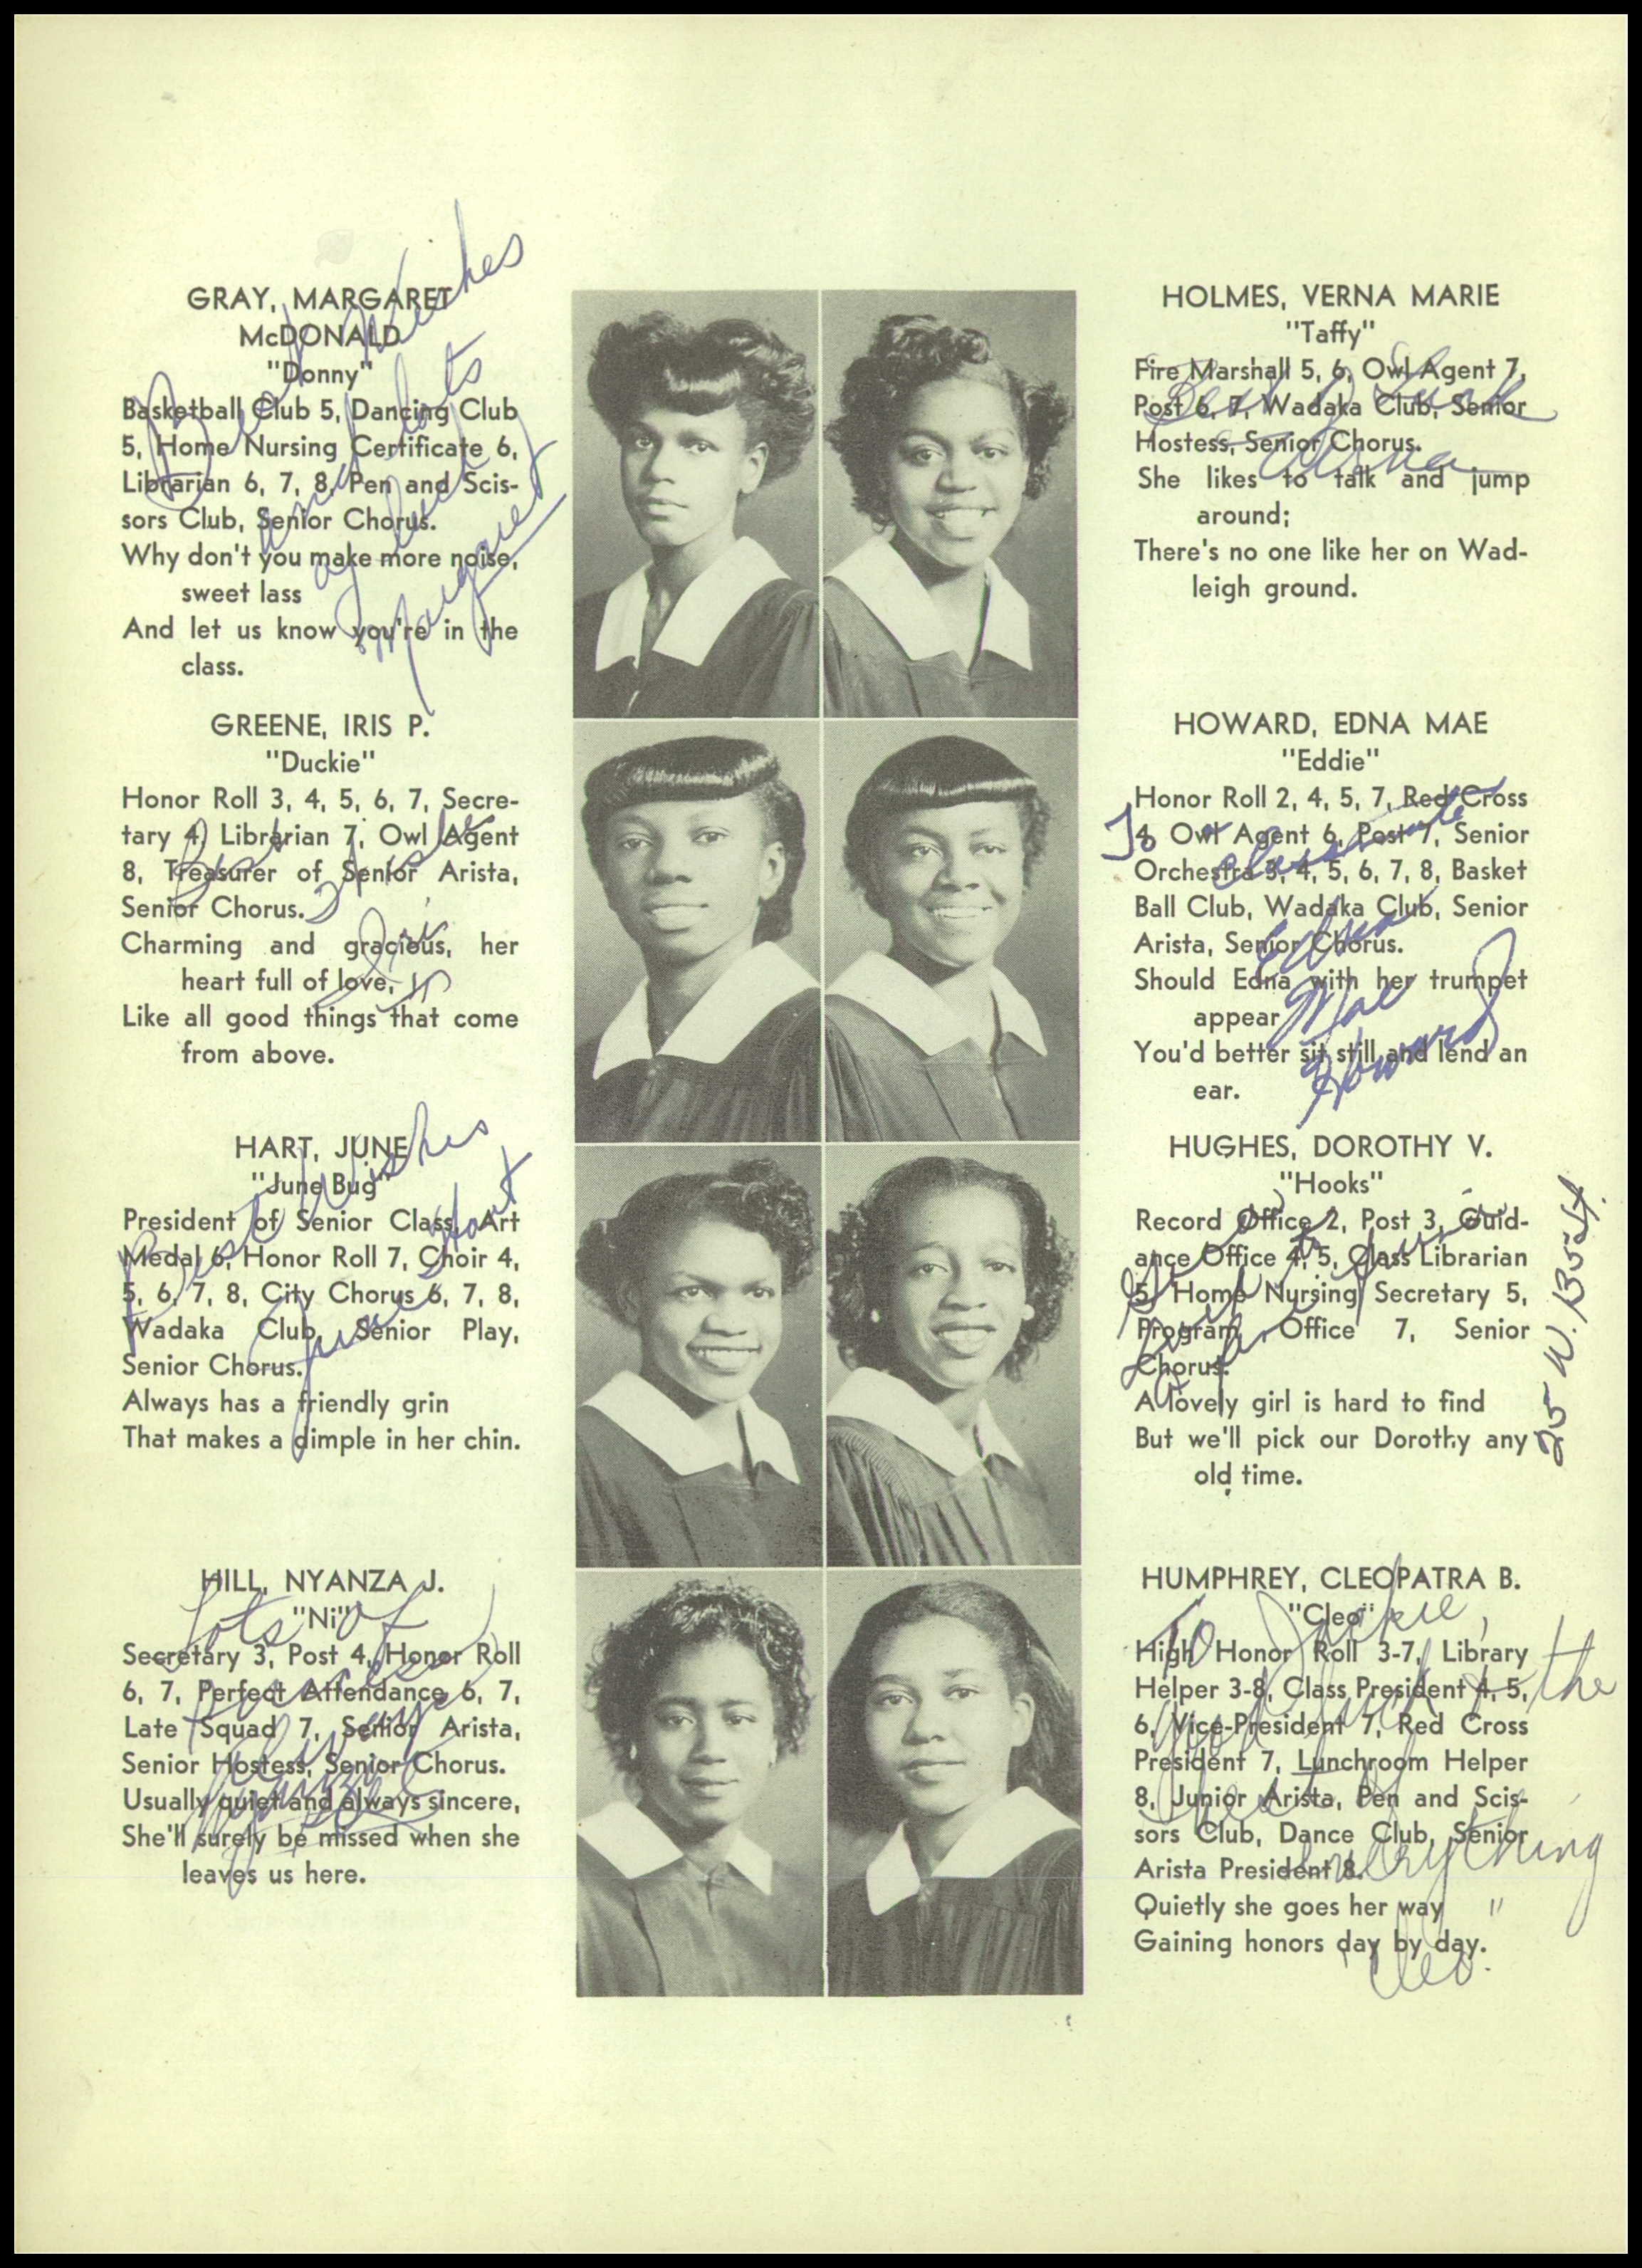 GRAY, MARGARET
McDONALD
"Donny"
Basketball Club 5, Dancing Club
5, Home Nursing Certificate 6,
Librarian 6, 7, 8, Pen and Scis-
sors Club, Senior Chorus.
Why don't you make more noise,
sweet lass
And let us know you're in the
class.
Best Wishes
and lots
of luck
Margaret
GREENE, IRIS P.
"Duckie"
Honor Roll 3, 4, 5, 6, 7, Secre-
tary 4, Librarian 7, Owl Agent
8, Treasurer of Senior Arista,
Senior Chorus.
Charming and gracious, her
heart full of love,
Like all good things that come
from above.
Best Wishes
Iris
HART, JUNE
"June Bug"
President of Senior Class, Art
Medal 6, Honor Roll 7, Choir 4,
5, 6, 7, 8, City Chorus 6, 7, 8,
Wadaka Club, Senior Play,
Senior Chorus.
Always has a friendly grin
That makes a dimple in her chin.
Best Wishes
June Hart
HILL, NYANZA J.
"Ni"
Secretary 3, Post 4, Honor Roll
6, 7, Perfect Attendance 6, 7,
Late Squad 7, Senior Arista,
Senior Hostess, Senior Chorus.
Usually quiet and always sincere,
She'll surely be missed when she
leaves us here.
Lots of
Success
Always
Nyanza
Hill
HOLMES, VERNA MARIE
"Taffy"
Fire Marshall 5, 6, Owl Agent 7,
Post 6, 7, Wadaka Club, Senior
Hostess, Senior Chorus.
She likes to talk and jump
around;
There's no one like her on Wad-
leigh ground.
Best of Luck
Verna
HOWARD, EDNA MAE
"Eddie"
Honor Roll 2, 4, 5, 7, Red Cross
4, Owl Agent 6, Post 7, Senior
Orchestra 3, 4, 5, 6, 7, 8, Basket
Ball Club, Wadaka Club, Senior
Arista, Senior Chorus.
Should Edna with her trumpet
appear
You'd better sit still and lend an
ear.
To a
classmate
Edna
Mae
Howard
HUGHES, DOROTHY V.
"Hooks"
Record Office 2, Post 3, Guid-
ance Office 4, 5, Class Librarian
5, Home Nursing Secretary 5,
Program Office 7, Senior
Chorus.
A lovely girl is hard to find
But we'll pick our Dorothy any
old time.
Good
Luck to
a
25 W. 135 St.
HUMPHREY, CLEOPATRA B.
"Cleo"
High Honor Roll 3-7, Library
Helper 3-8, Class President 4, 5,
6, Vice-President 7, Red Cross
President 7, Lunchroom Helper
8, Junior Arista, Pen and Scis-
sors Club, Dance Club, Senior
Arista President 8.
Quietly she goes her way
Gaining honors day by day.
To Jackie,
Good luck & the
best of
everything
"Cleo."